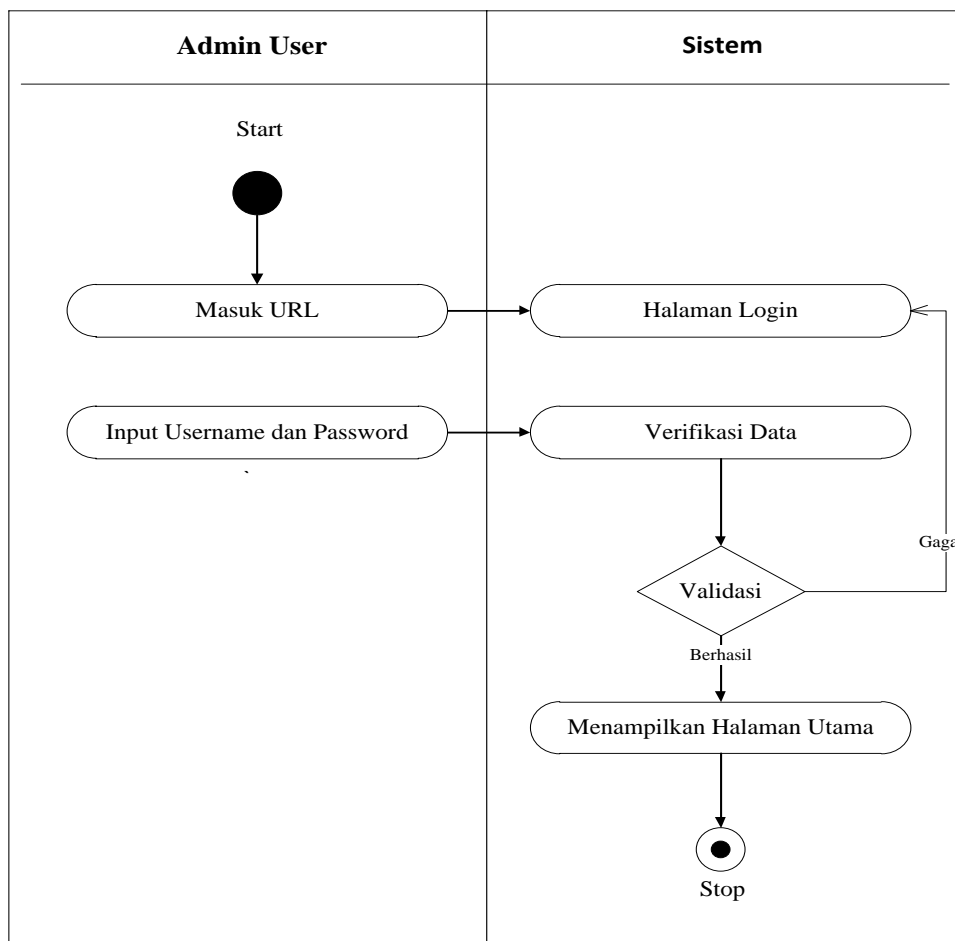 Admin User
Sistem
Start
Masuk URL
Halaman Login
Input Username dan Password
Verifikasi Data
Gaga
Validasi
Berhasil
Menampilkan Halaman Utama
Stop